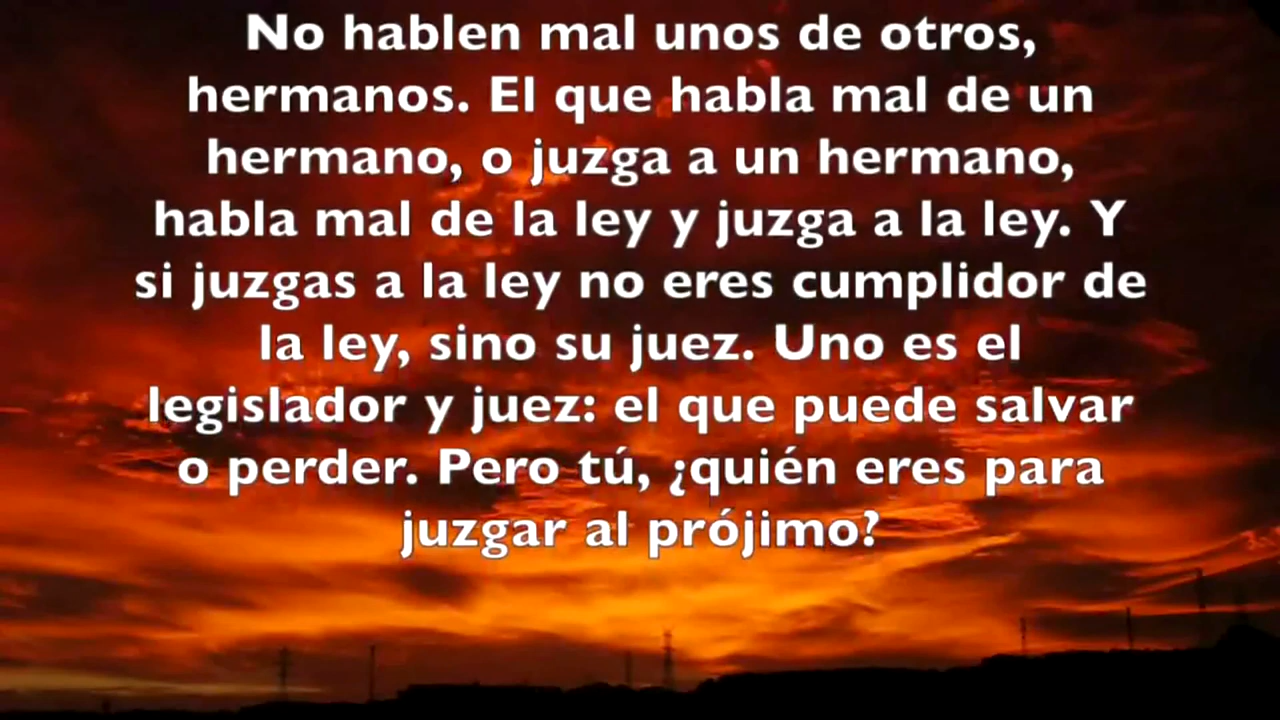 No hablen mal unos de otros,
hermanos. El que habla mal de un
hermano, o juzga a un hermano,
habla mal de la ley y juzga a la ley. Y
si juzgas a la ley no eres cumplidor de
la ley, sino su juez. Uno es el
legislador y juez: el que puede salvar
o perder. Pero tú, ¿quién eres para
juzgar al prójimo?